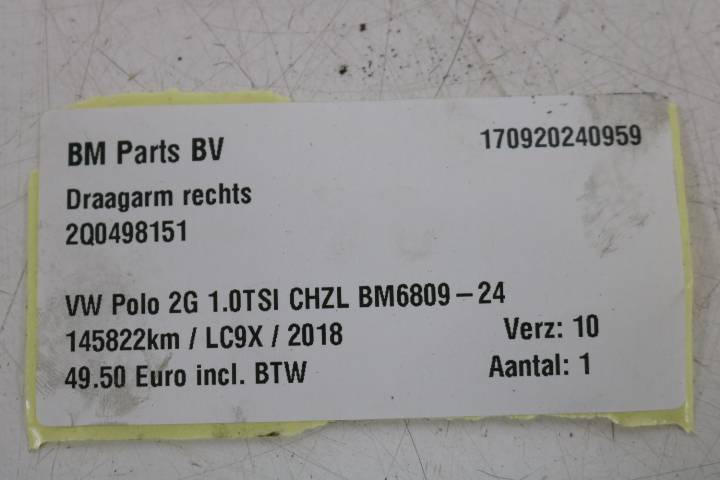 BM Parts BV 170920240959
Draagarm rechts
2Q0498151
VW Polo 2G 1.0TSI CHZL BM6809-24
145822km / LC9X / 2018 Verz: 10
49.50 Euro incl. BTW Aantal: 1